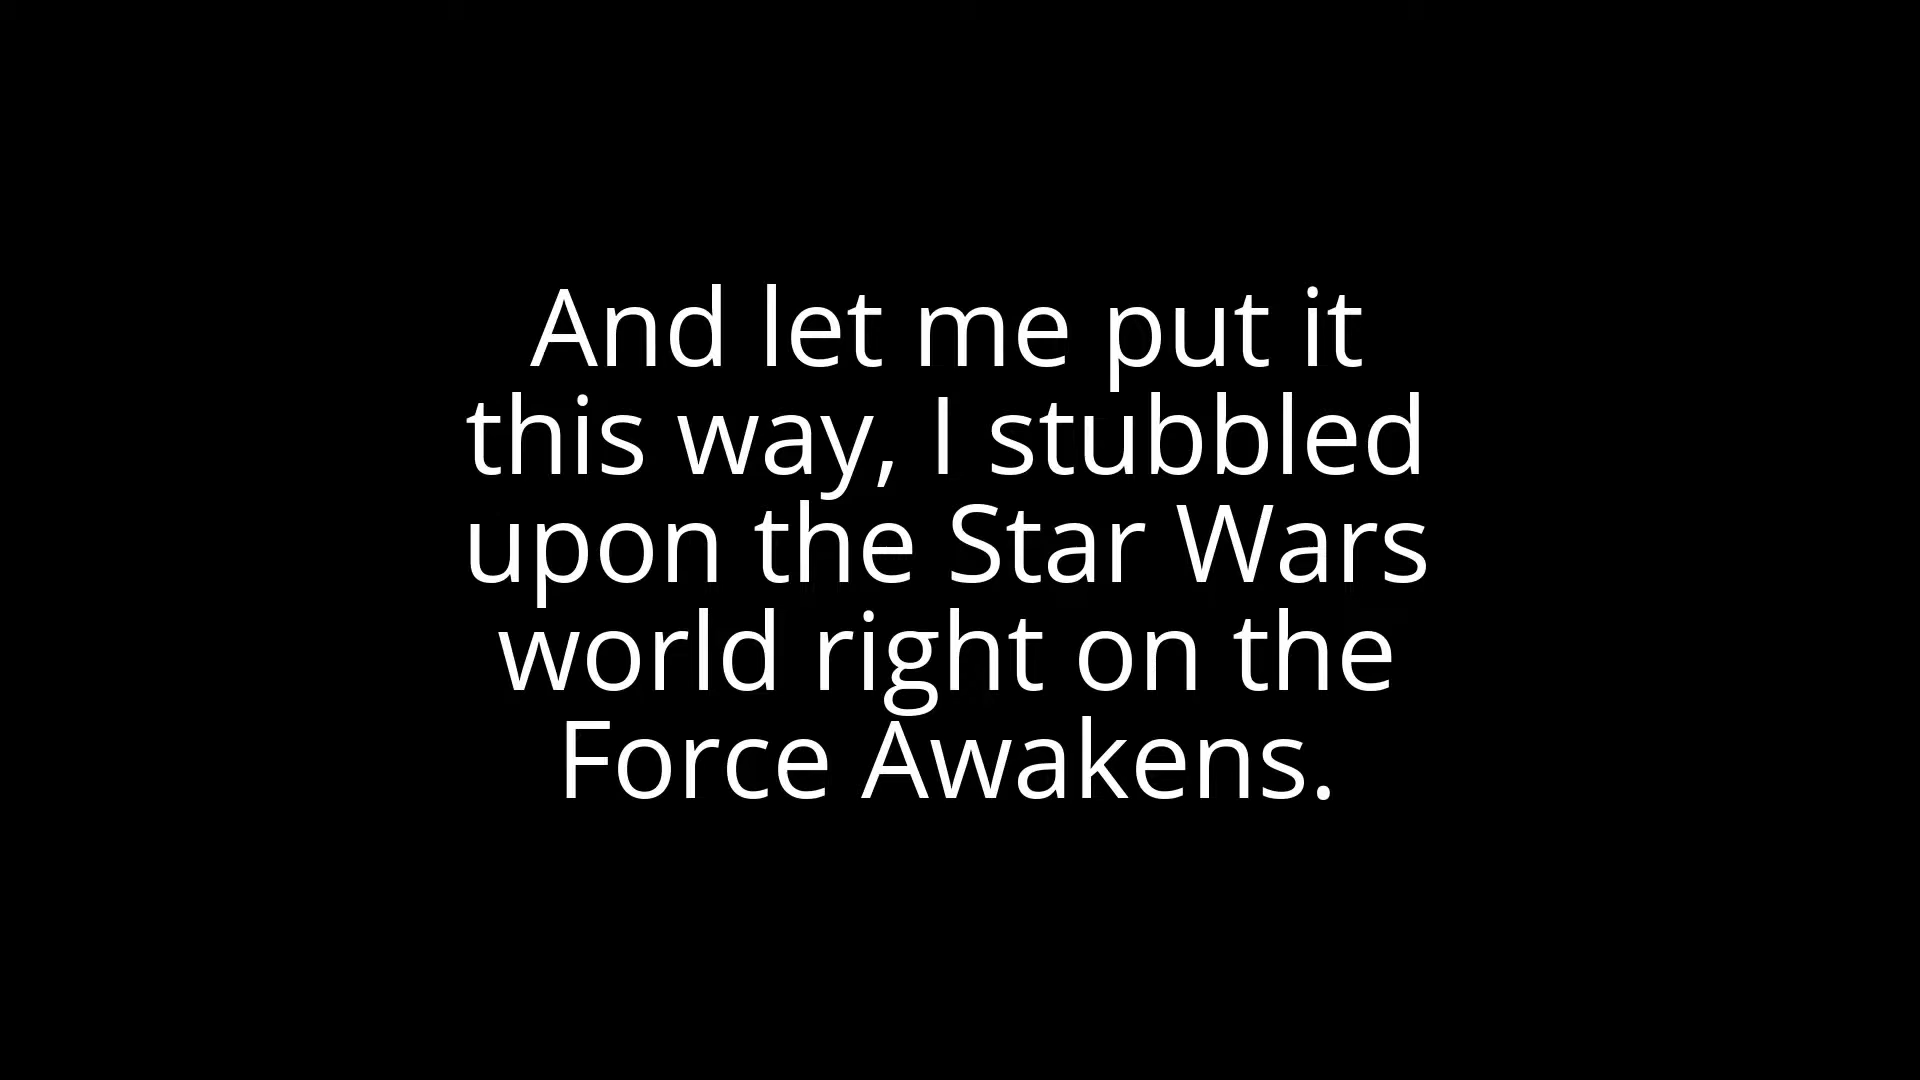 And let me put it
this way, I stubbled
upon the Star Wars
world right on the
Force Awakens.